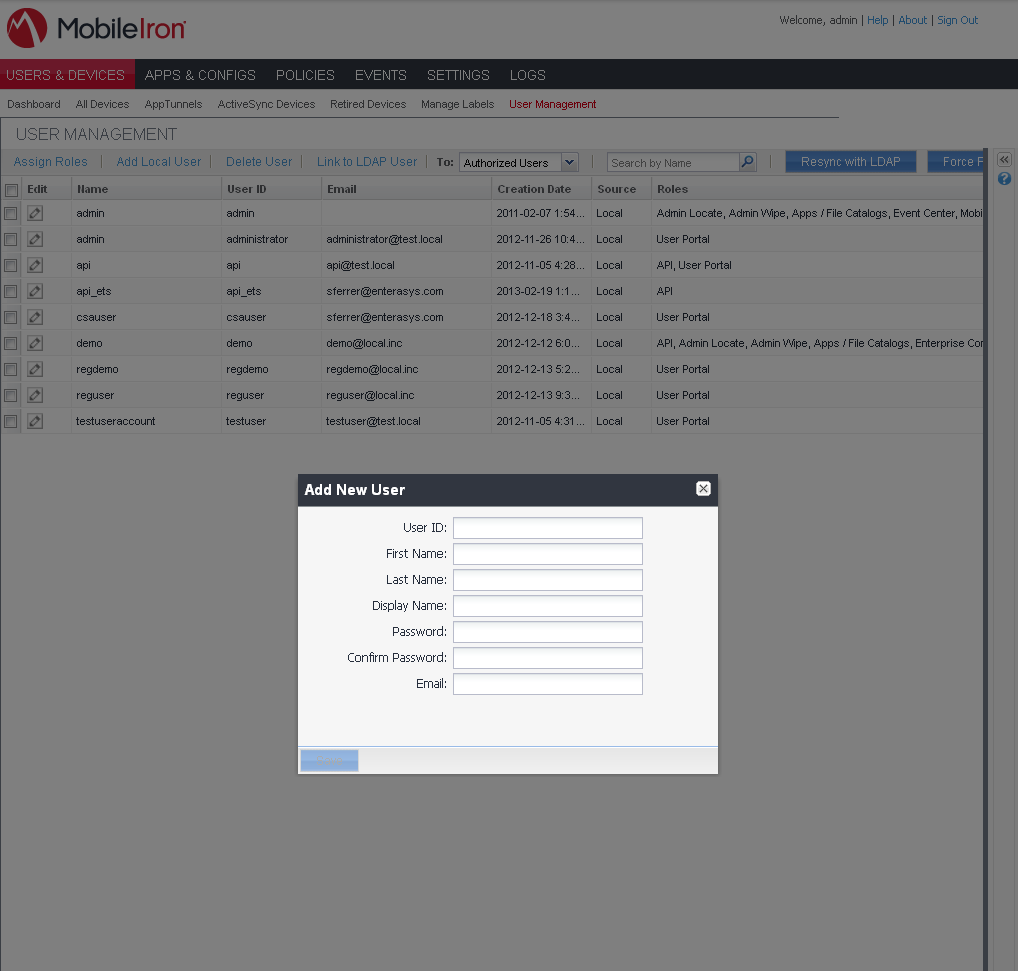 MobileIron
Welcome, admin | Help | About | Sign Out
USERS & DEVICES APPS & CONFIGS POLICIES EVENTS SETTINGS LOGS
Dashboard All Devices AppTunnels ActiveSync Devices Retired Devices Manage Labels User Management
USER MANAGEMENT
Assign Roles | Add Local User | Delete User | Link to LDAP User | To: Authorized Users | Search by Name | Resync with LDAP Force F
Edit Name User ID Email Creation Date Source Roles
admin admin 2011-02-07 1:54... Local Admin Locate, Admin Wipe, Apps / File Catalogs, Event Center, Mobi
admin administrator administrator@test.local 2012-11-26 10:4... Local User Portal
api api api@test.local 2012-11-05 4:28... Local API, User Portal
api_ets api_ets sferrer@enterasys.com 2013-02-19 1:1... Local API
csauser csauser sferrer@enterasys.com 2012-12-18 3:4... Local User Portal
demo demo demo@local.inc 2012-12-12 6:0... Local API, Admin Locate, Admin Wipe, Apps / File Catalogs, Enterprise Con
regdemo regdemo regdemo@local.inc 2012-12-13 5:2... Local User Portal
reguser reguser reguser@local.inc 2012-12-13 9:3... Local User Portal
testuseraccount testuser testuser@test.local 2012-11-05 4:31... Local User Portal
Add New User
User ID:
First Name:
Last Name:
Display Name:
Password:
Confirm Password:
Email: